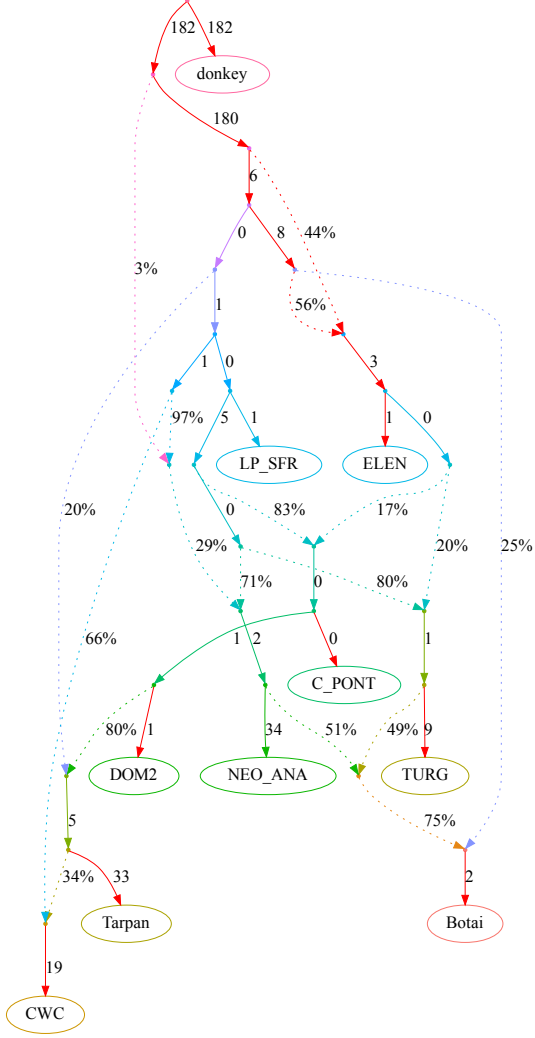 182 182
donkey
180
6
0 8 44%
3%
1 56%
1 0 3
97% 5 1 1 0
LP_SFR ELEN
20% 0 83% 17%
29% 20% 25%
71% 0 80%
66% 1 2 0 1
C_PONT
80% 1 34 51% 49% 9
DOM2 NEO_ANA TURG
5 75%
34% 33 2
Tarpan Botai
19
CWC